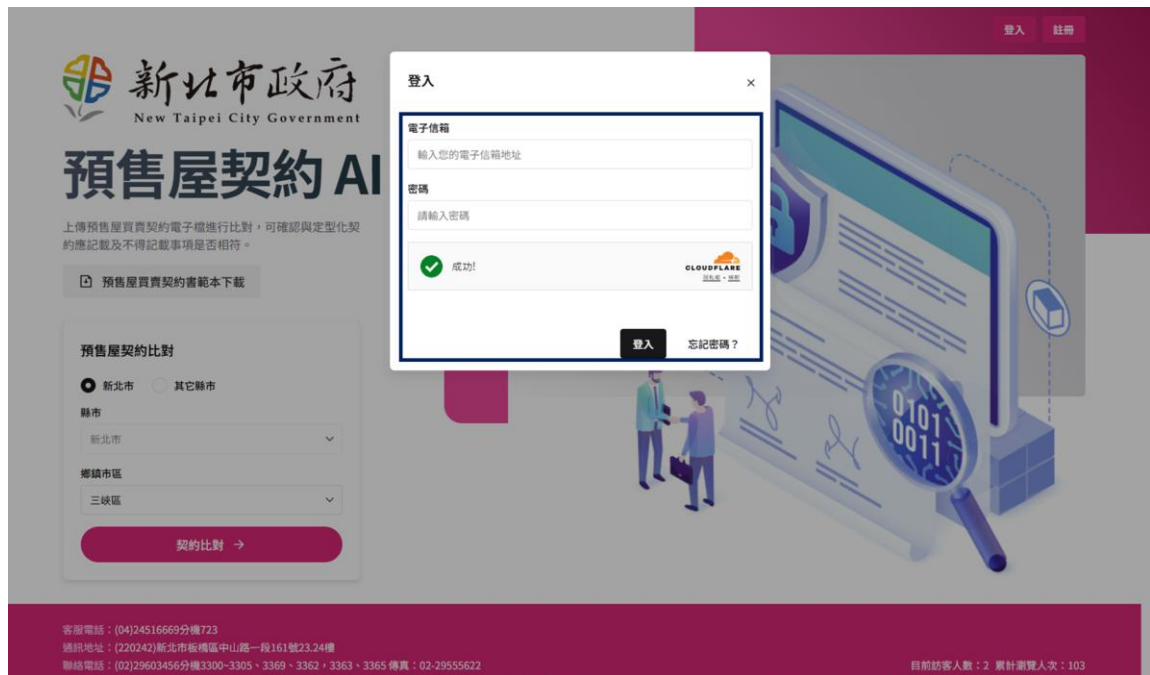 登入 註冊
新北市政府
New Taipei City Government
預售屋契約 AI
上傳預售屋買賣契約電子檔進行比對，可確認與定型化契
約應記載及不得記載事項是否相符。
預售屋買賣契約書範本下載
預售屋契約比對
新北市 其它縣市
縣市
新北市
鄉鎮市區
三峽區
契約比對 →
登入 ×
電子信箱
輸入您的電子信箱地址
密碼
請輸入密碼
成功!
CLOUDFLARE
登入 忘記密碼？
0101
0011
客服電話：(04)24516669分機723
通訊地址：(220242)新北市板橋區中山路一段161號23.24樓
聯絡電話：(02)29603456分機3300~3305、3369、3362，3363、3365 傳真：02-29555622
目前訪客人數：2 累計瀏覽人次：103